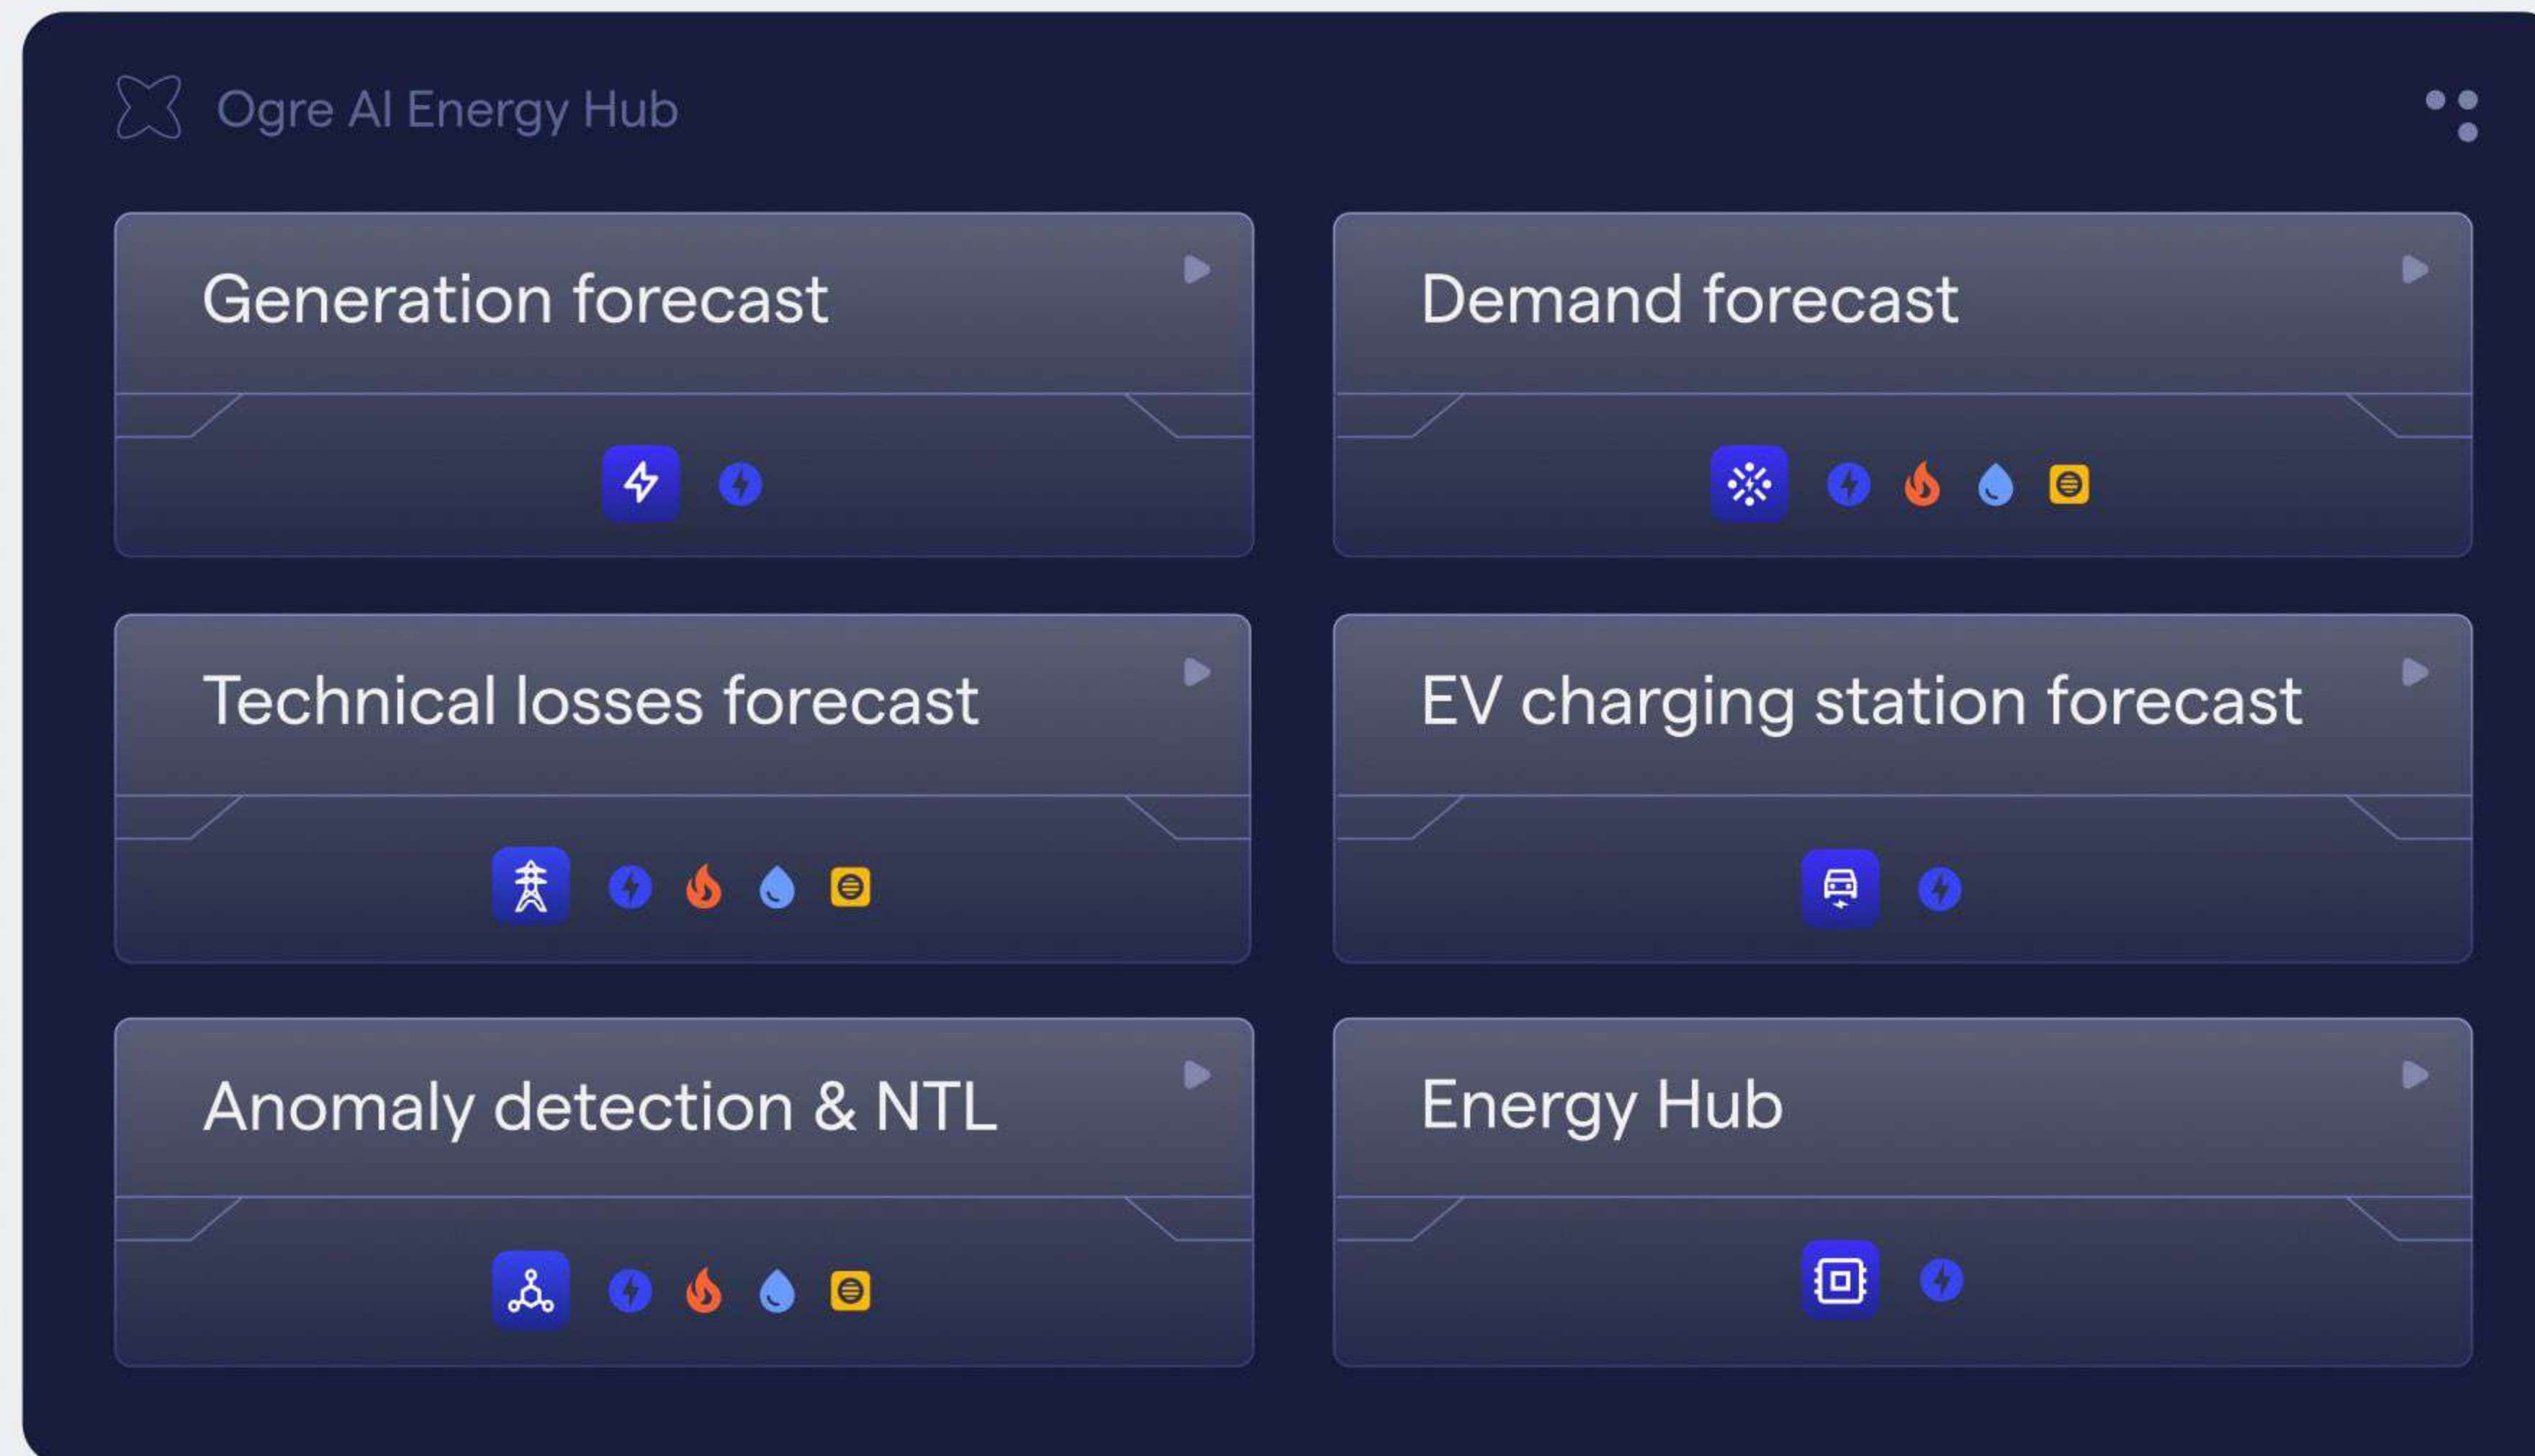 Ogre AI Energy Hub
Generation forecast
Demand forecast
Technical losses forecast
EV charging station forecast
Anomaly detection & NTL
Energy Hub